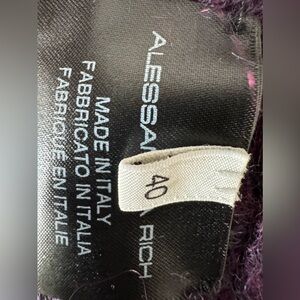 ALESSA
RICH
40
MADE IN ITALY
FABBRICATO IN ITALIA
FABRIQUÉ EN ITALIE